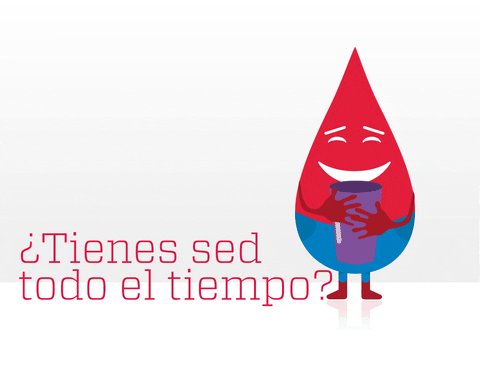 ¿Tienes sed
todo el tiempo?